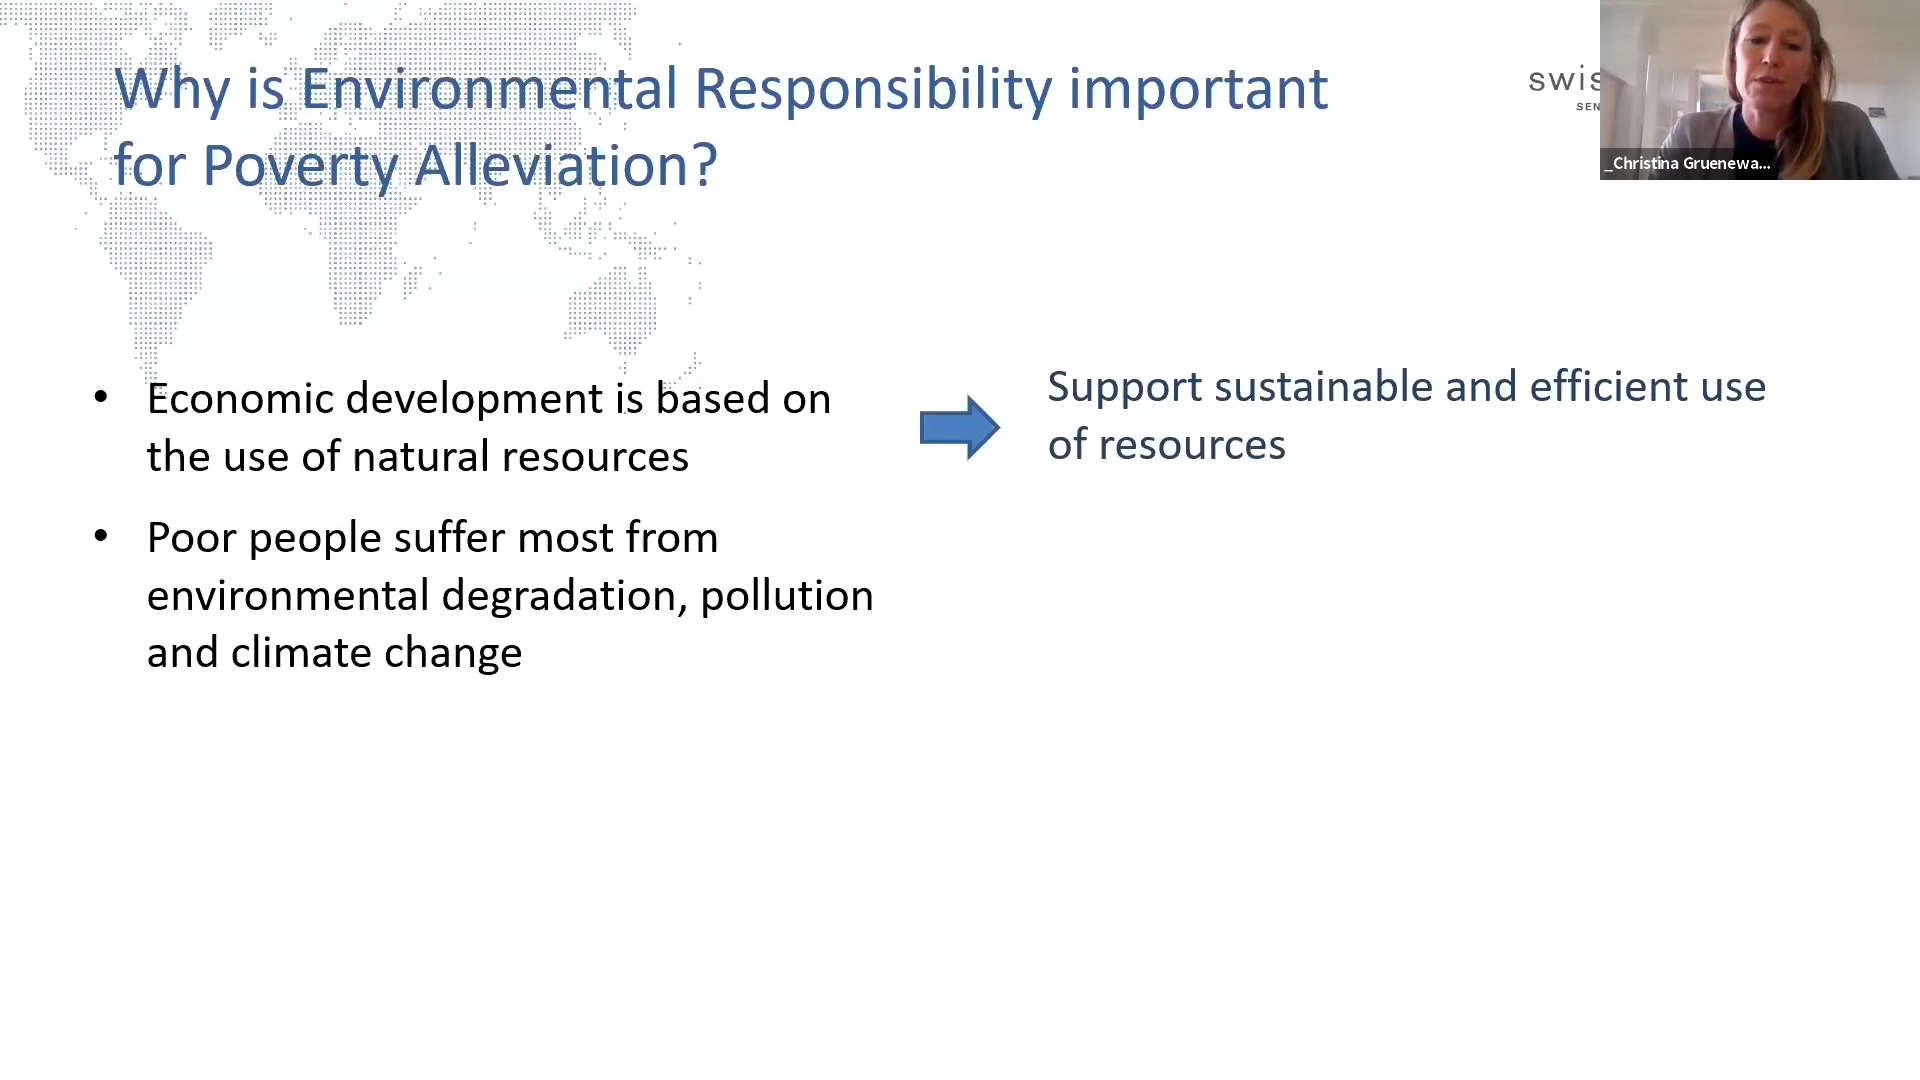 Why is Environmental Responsibility important
for Poverty Alleviation?
swis
SEN
_Christina Gruenewa...
• Economic development is based on
the use of natural resources
Support sustainable and efficient use
of resources
• Poor people suffer most from
environmental degradation, pollution
and climate change